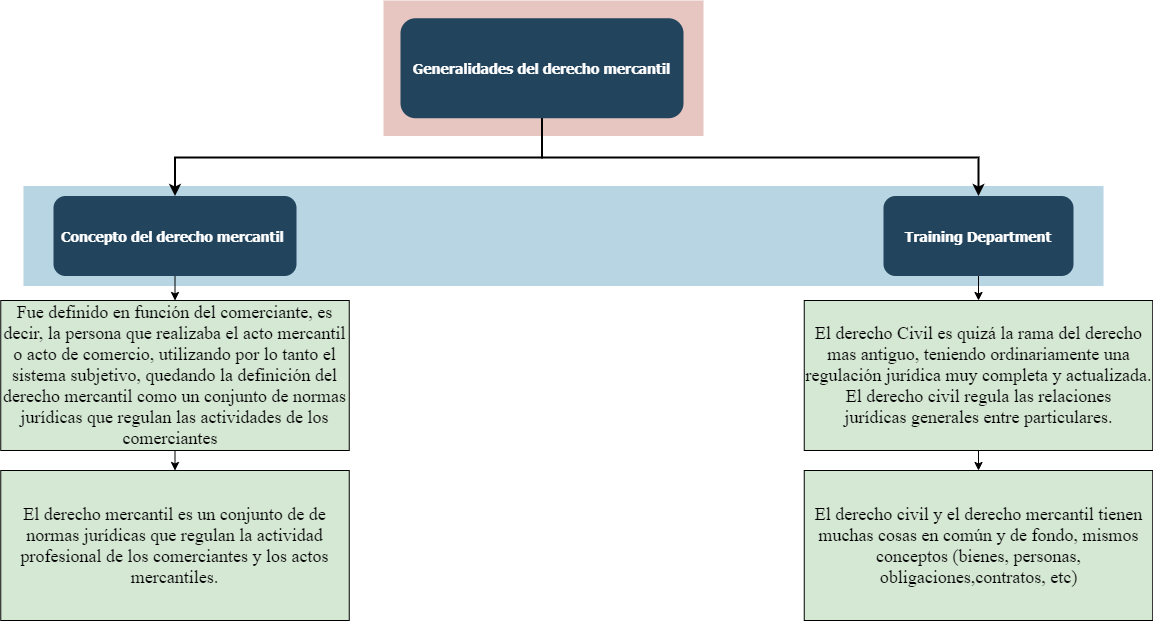 Generalidades del derecho mercantil
Concepto del derecho mercantil
Training Department
Fue definido en función del comerciante, es
decir, la persona que realizaba el acto mercantil
o acto de comercio, utilizando por lo tanto el
sistema subjetivo, quedando la definición del
derecho mercantil como un conjunto de normas
jurídicas que regulan las actividades de los
comerciantes
El derecho Civil es quizá la rama del derecho
mas antiguo, teniendo ordinariamente una
regulación jurídica muy completa y actualizada.
El derecho civil regula las relaciones
jurídicas generales entre particulares.
El derecho mercantil es un conjunto de de
normas jurídicas que regulan la actividad
profesional de los comerciantes y los actos
mercantiles.
El derecho civil y el derecho mercantil tienen
muchas cosas en común y de fondo, mismos
conceptos (bienes, personas,
obligaciones,contratos, etc)